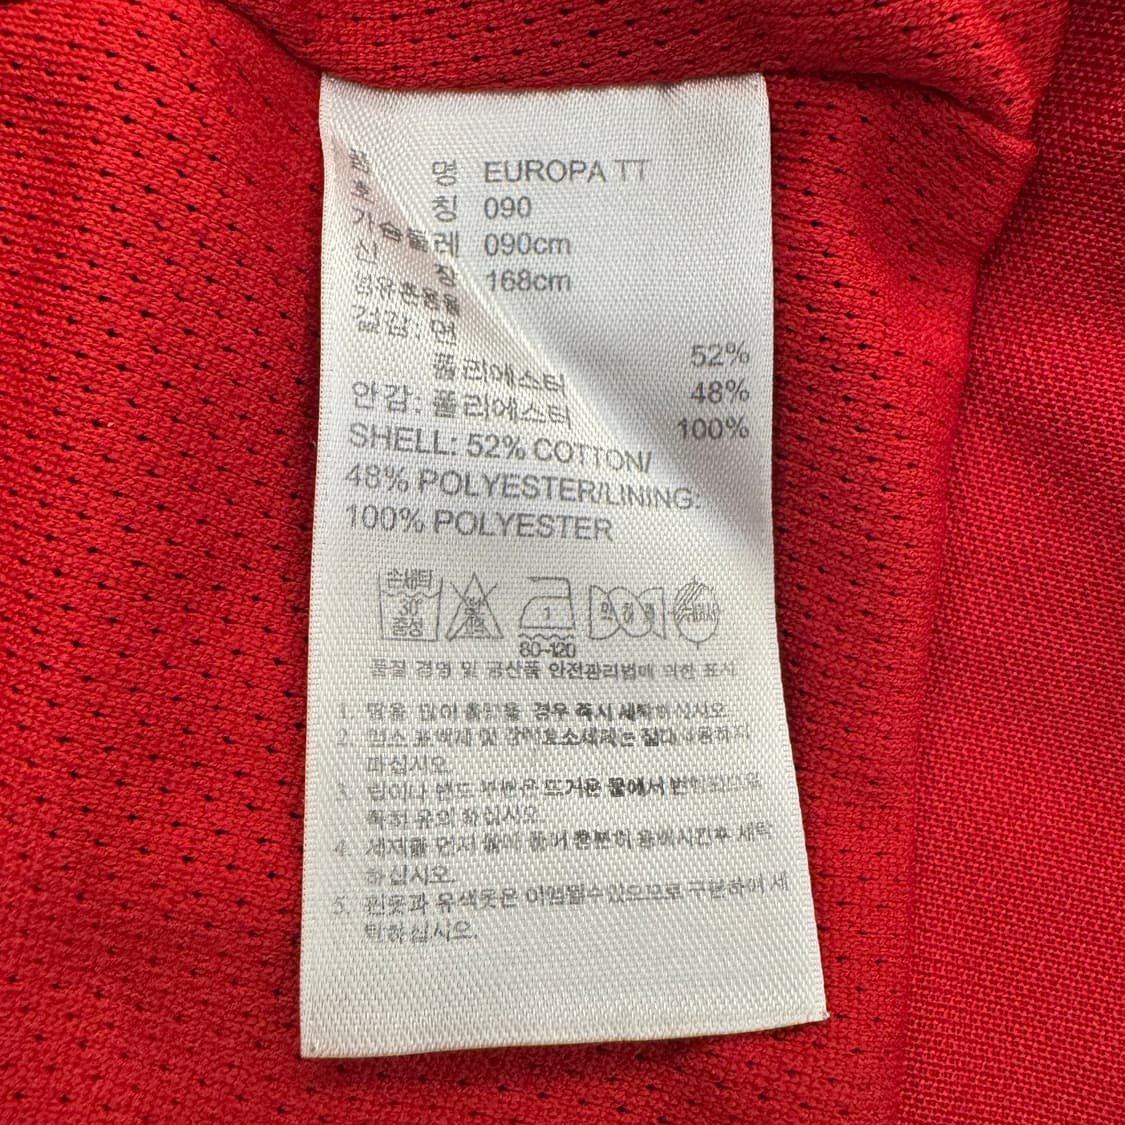 품 명 EUROPA TT
호 칭 090
가슴둘레 090cm
신 장 168cm
섬유혼용율
겉감: 면 52%
폴리에스터 48%
안감: 폴리에스터 100%
SHELL: 52% COTTON/
48% POLYESTER/LINING:
100% POLYESTER
손세탁
30°
중성
1
80-120
품질 경영 및 공산품 안전관리법에 의한 표시
1. 땀을 많이 흘렸을 경우 즉시 세탁하십시오.
2. 염소 표백제 및 강력효소세제는 절대 사용하지
마십시오.
3. 립이나 밴드 부분은 뜨거운 물에서 변형되므로
특히 유의 하십시오.
4. 세제를 먼저 물에 풀어 충분히 용해시킨후 세탁
하십시오.
5. 흰옷과 유색옷은 이염될수있으므로 구분하여 세
탁하십시오.